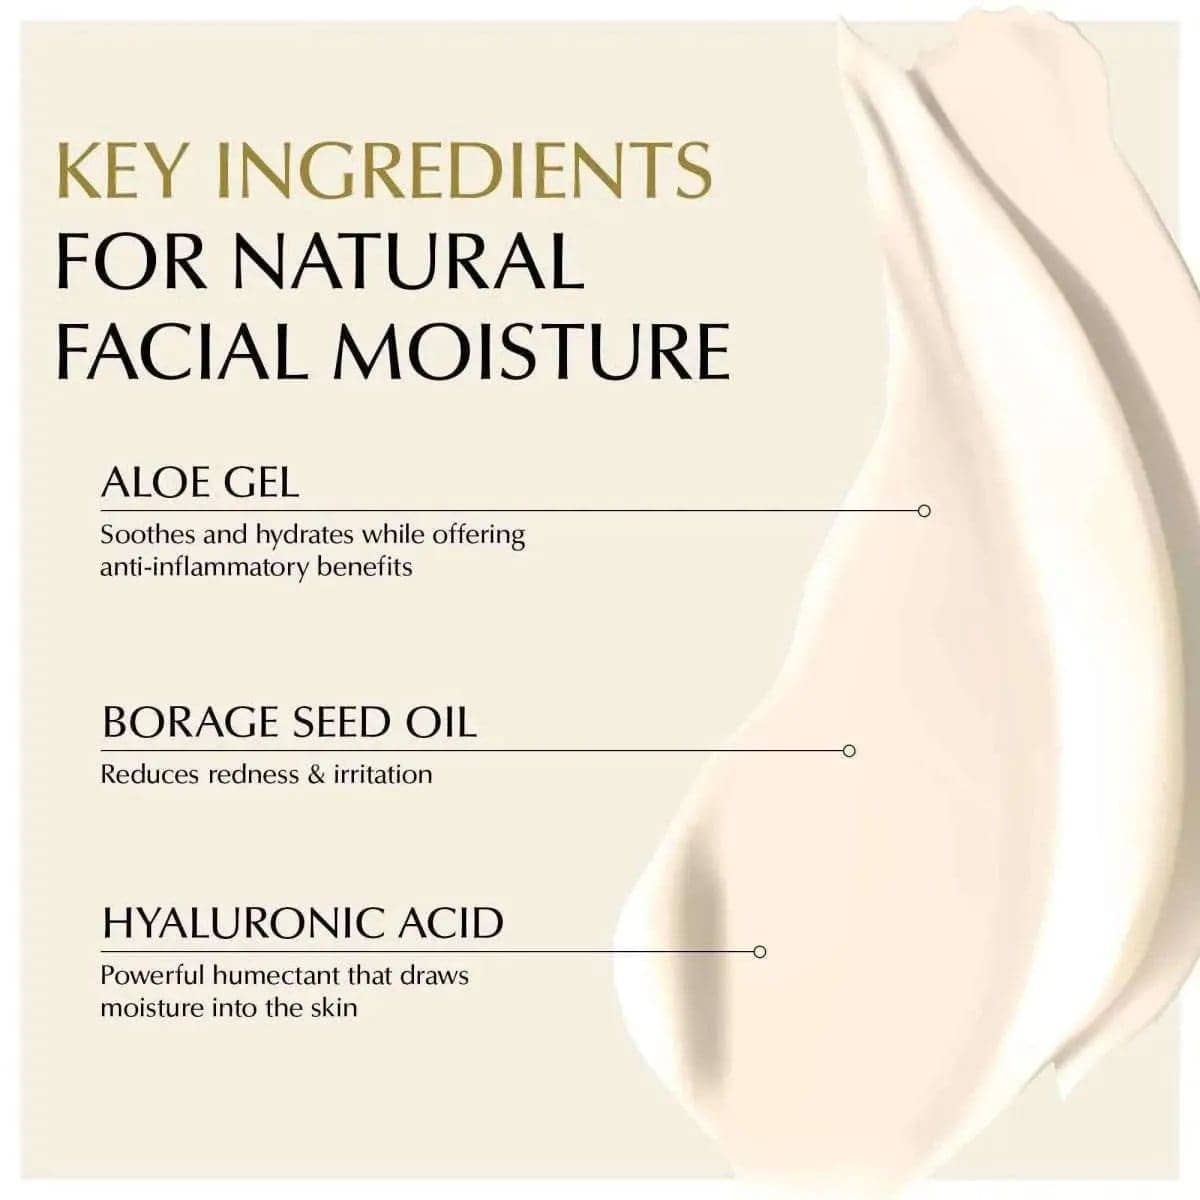 KEY INGREDIENTS
FOR NATURAL
FACIAL MOISTURE
ALOE GEL
Soothes and hydrates while offering
anti-inflammatory benefits
BORAGE SEED OIL
Reduces redness & irritation
HYALURONIC ACID
Powerful humectant that draws
moisture into the skin